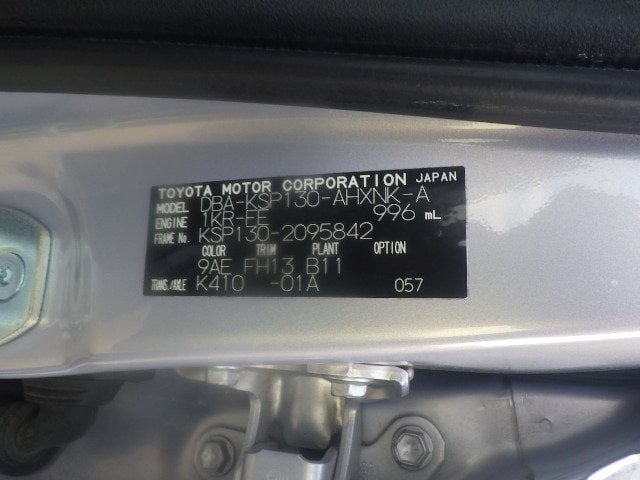 TOYOTA MOTOR CORPORATION JAPAN
MODEL DBA-KSP130-AHXNK-A
ENGINE 1KR-FE 996 mL
FRAME No. KSP130-2095842
COLOR TRIM PLANT OPTION
9AE FH13 B11
TRANS./AXLE K410 -01A 057